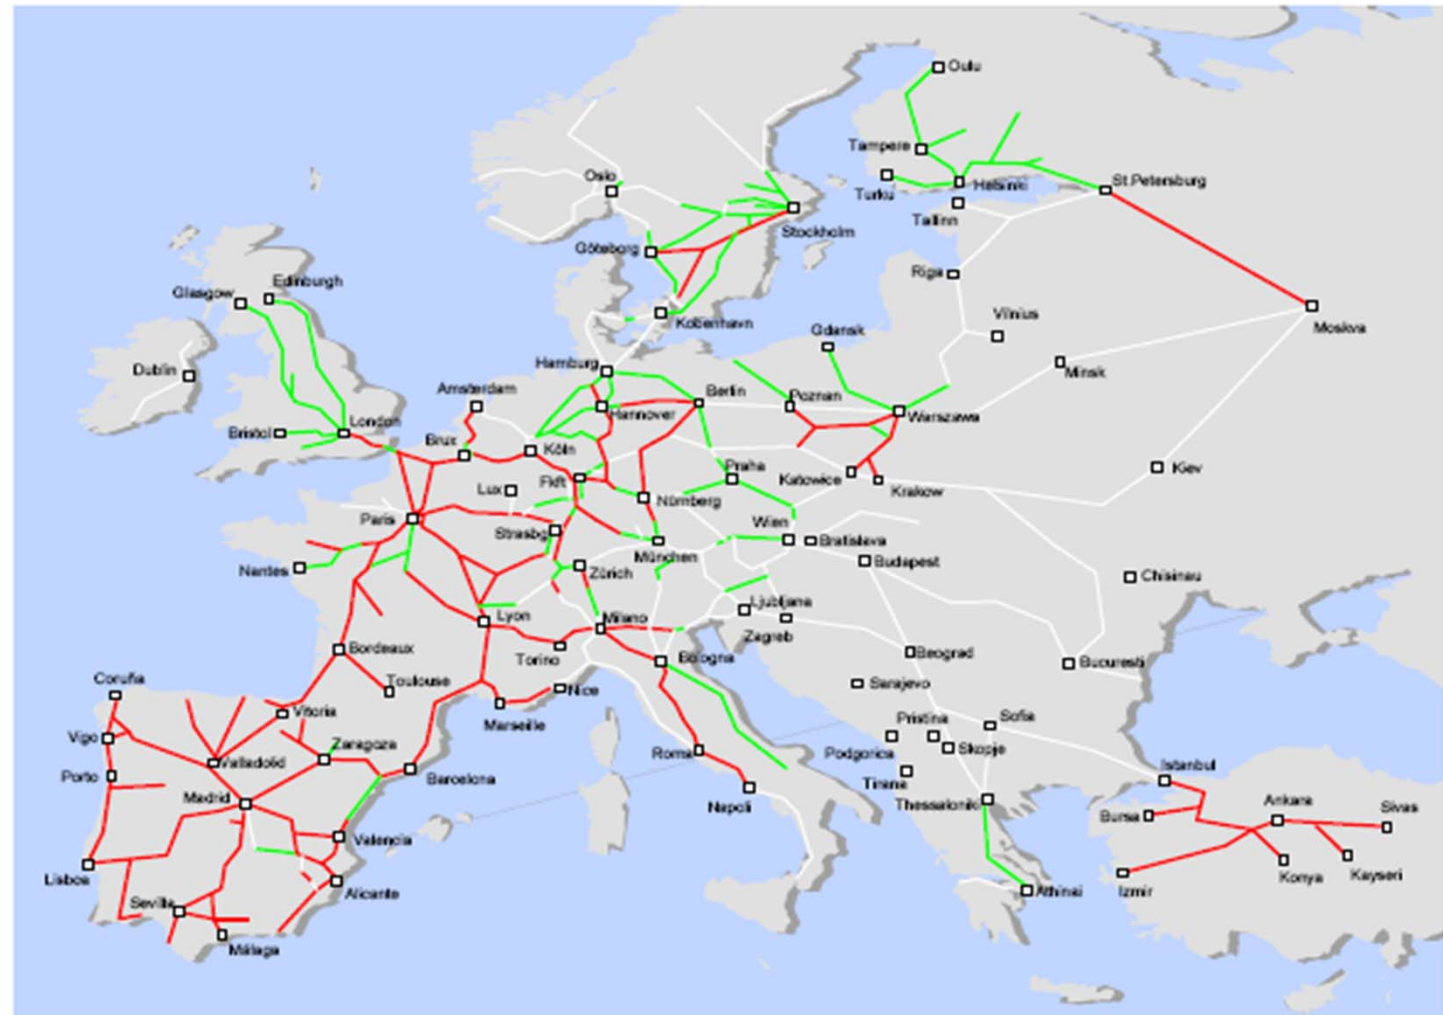 Oulu
Tampere
Turku
Helsinki
St.Petersburg
Oslo
Tallinn
Stockholm
Göteborg
Riga
Edinburgh
Glasgow
Moskva
Vilnius
Kobenhavn
Gdansk
Hamburg
Dublin
Minsk
Amsterdam
Berlin
Poznan
Hannover
Warszawa
London
Bristol
Brux
Köln
Praha
Kiev
Katowice
Krakow
Fkft
Lux
Nürnberg
Paris
Wien
Strasbg
Bratislava
München
Budapest
Nantes
Zürich
Chisinau
Ljubljana
Lyon
Milano
Zagreb
Bordeaux
Torino
Bologna
Beograd
Bucuresti
Coruña
Toulouse
Nice
Sarajevo
Vitoria
Marseille
Pristina
Sofia
Vigo
Zaragoza
Roma
Podgorica
Skopje
Valladolid
Istanbul
Porto
Barcelona
Tirana
Madrid
Napoli
Thessaloniki
Ankara
Sivas
Bursa
Valencia
Lisboa
Alicante
Athinai
Izmir
Konya
Kayseri
Sevilla
Málaga